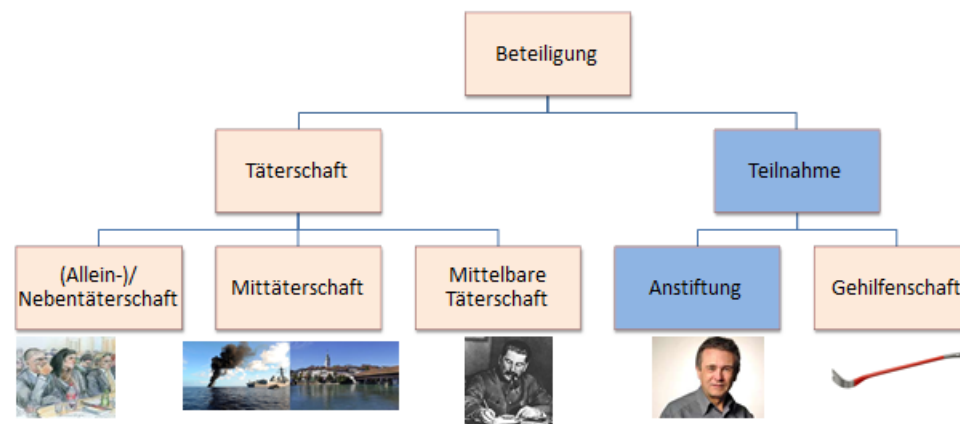 Beteiligung
Täterschaft
Teilnahme
(Allein-)/
Nebentäterschaft
Mittäterschaft
Mittelbare
Täterschaft
Anstiftung
Gehilfenschaft